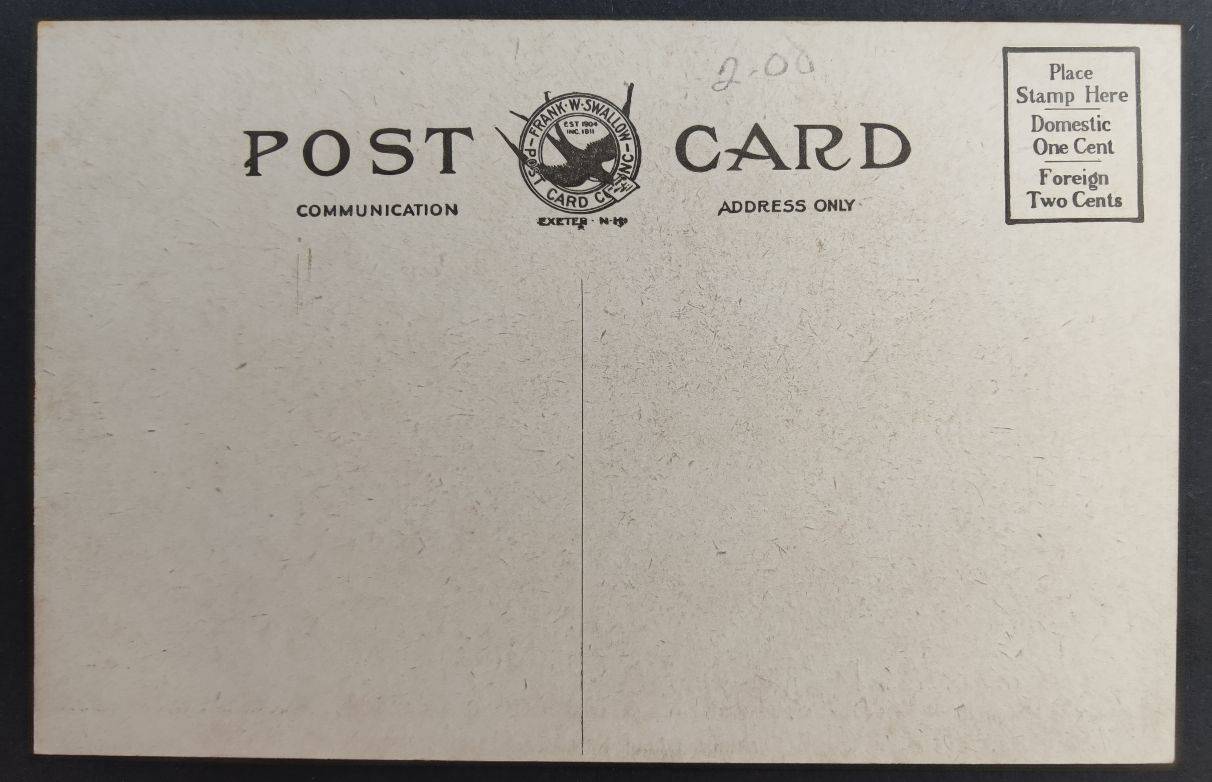 2.00
POST CARD
FRANK·W·SWALLOW
POST CARD CO. INC.
EST 1904
INC. 1911
EXETER · N·H
COMMUNICATION
ADDRESS ONLY
Place
Stamp Here
Domestic
One Cent
Foreign
Two Cents